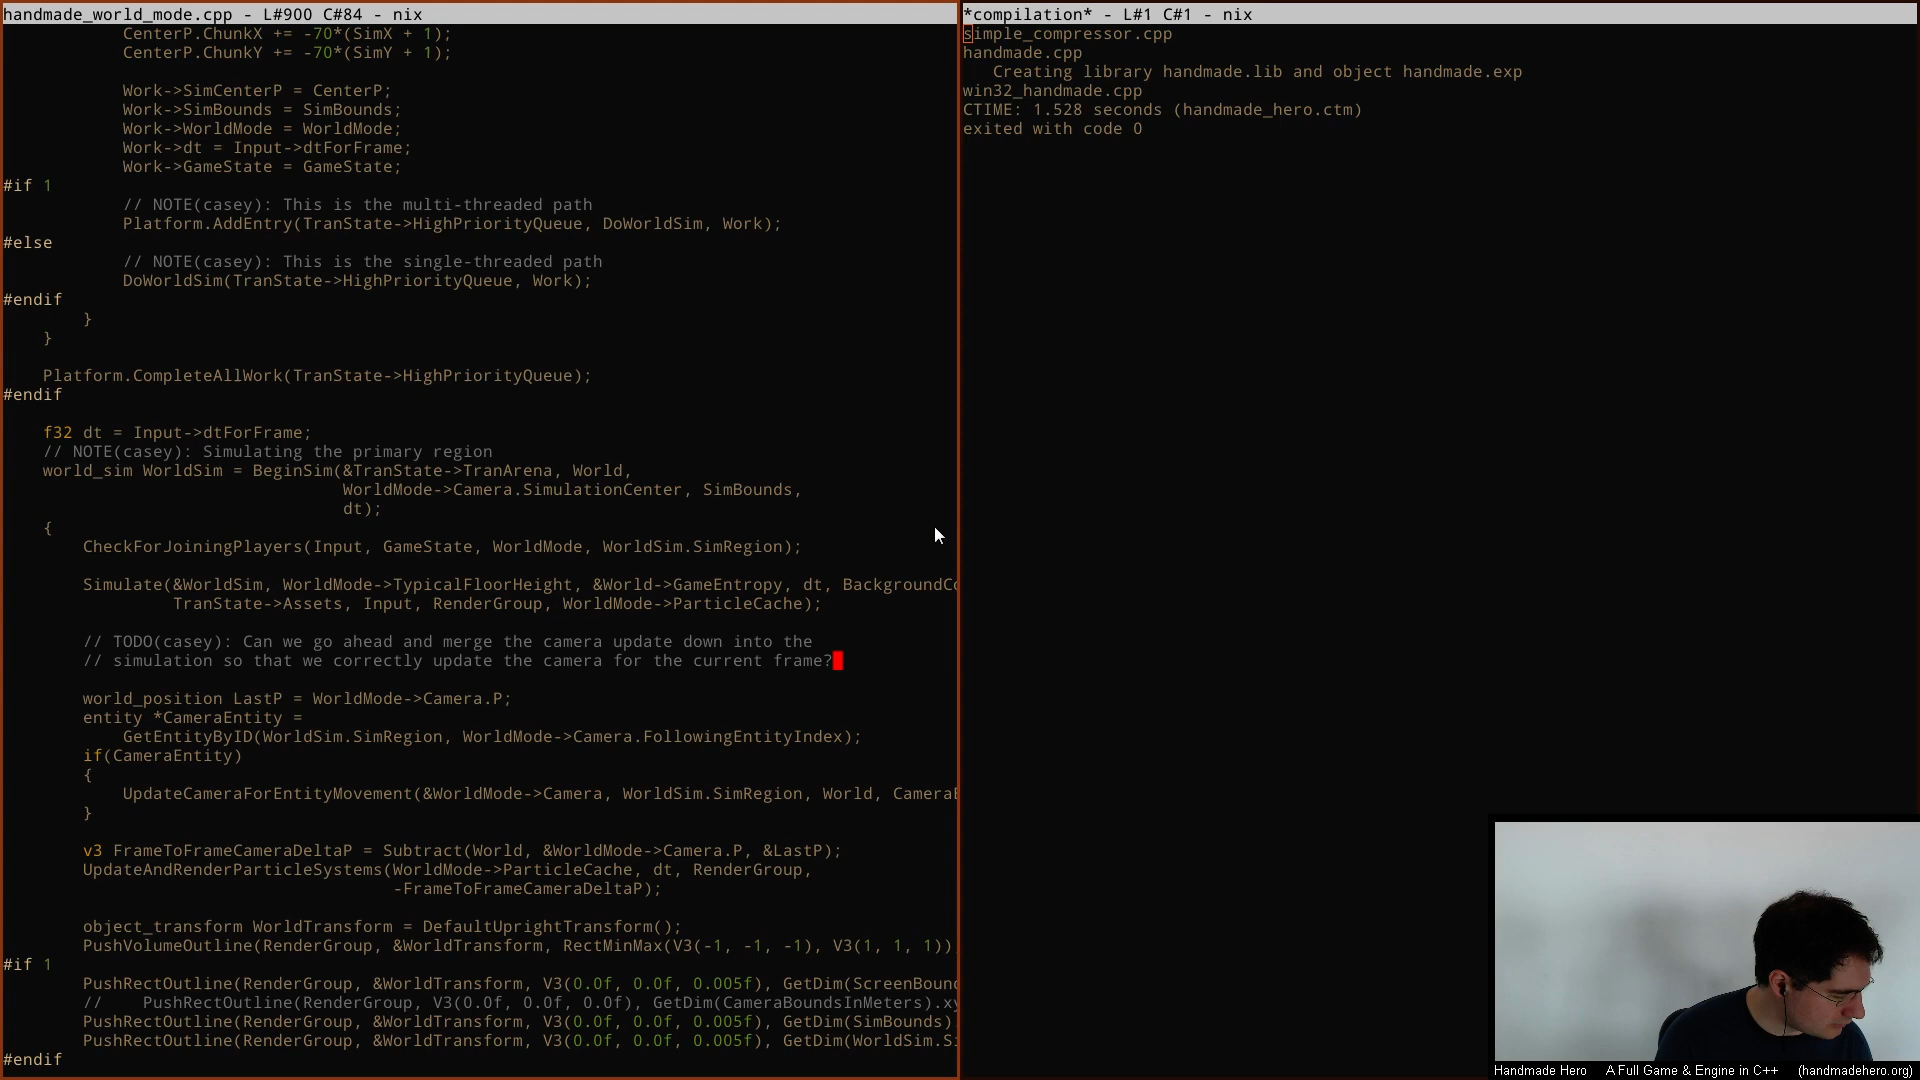 handmade_world_mode.cpp - L#900 C#84 - nix
CenterP.ChunkX += -70*(SimX + 1);
CenterP.ChunkY += -70*(SimY + 1);
Work->SimCenterP = CenterP;
Work->SimBounds = SimBounds;
Work->WorldMode = WorldMode;
Work->dt = Input->dtForFrame;
Work->GameState = GameState;
#if 1
// NOTE(casey): This is the multi-threaded path
Platform.AddEntry(TranState->HighPriorityQueue, DoWorldSim, Work);
#else
// NOTE(casey): This is the single-threaded path
DoWorldSim(TranState->HighPriorityQueue, Work);
#endif
}
}
Platform.CompleteAllWork(TranState->HighPriorityQueue);
#endif
f32 dt = Input->dtForFrame;
// NOTE(casey): Simulating the primary region
world_sim WorldSim = BeginSim(&TranState->TranArena, World,
WorldMode->Camera.SimulationCenter, SimBounds,
dt);
{
CheckForJoiningPlayers(Input, GameState, WorldMode, WorldSim.SimRegion);
Simulate(&WorldSim, WorldMode->TypicalFloorHeight, &World->GameEntropy, dt, BackgroundCo
TranState->Assets, Input, RenderGroup, WorldMode->ParticleCache);
// TODO(casey): Can we go ahead and merge the camera update down into the
// simulation so that we correctly update the camera for the current frame?
world_position LastP = WorldMode->Camera.P;
entity *CameraEntity =
GetEntityByID(WorldSim.SimRegion, WorldMode->Camera.FollowingEntityIndex);
if(CameraEntity)
{
UpdateCameraForEntityMovement(&WorldMode->Camera, WorldSim.SimRegion, World, CameraE
}
v3 FrameToFrameCameraDeltaP = Subtract(World, &WorldMode->Camera.P, &LastP);
UpdateAndRenderParticleSystems(WorldMode->ParticleCache, dt, RenderGroup,
-FrameToFrameCameraDeltaP);
object_transform WorldTransform = DefaultUprightTransform();
PushVolumeOutline(RenderGroup, &WorldTransform, RectMinMax(V3(-1, -1, -1), V3(1, 1, 1)),
#if 1
PushRectOutline(RenderGroup, &WorldTransform, V3(0.0f, 0.0f, 0.005f), GetDim(ScreenBound
//    PushRectOutline(RenderGroup, V3(0.0f, 0.0f, 0.0f), GetDim(CameraBoundsInMeters).xy
PushRectOutline(RenderGroup, &WorldTransform, V3(0.0f, 0.0f, 0.005f), GetDim(SimBounds).
PushRectOutline(RenderGroup, &WorldTransform, V3(0.0f, 0.0f, 0.005f), GetDim(WorldSim.Si
#endif
*compilation* - L#1 C#1 - nix
simple_compressor.cpp
handmade.cpp
Creating library handmade.lib and object handmade.exp
win32_handmade.cpp
CTIME: 1.528 seconds (handmade_hero.ctm)
exited with code 0
Handmade Hero    A Full Game & Engine in C++    (handmadehero.org)